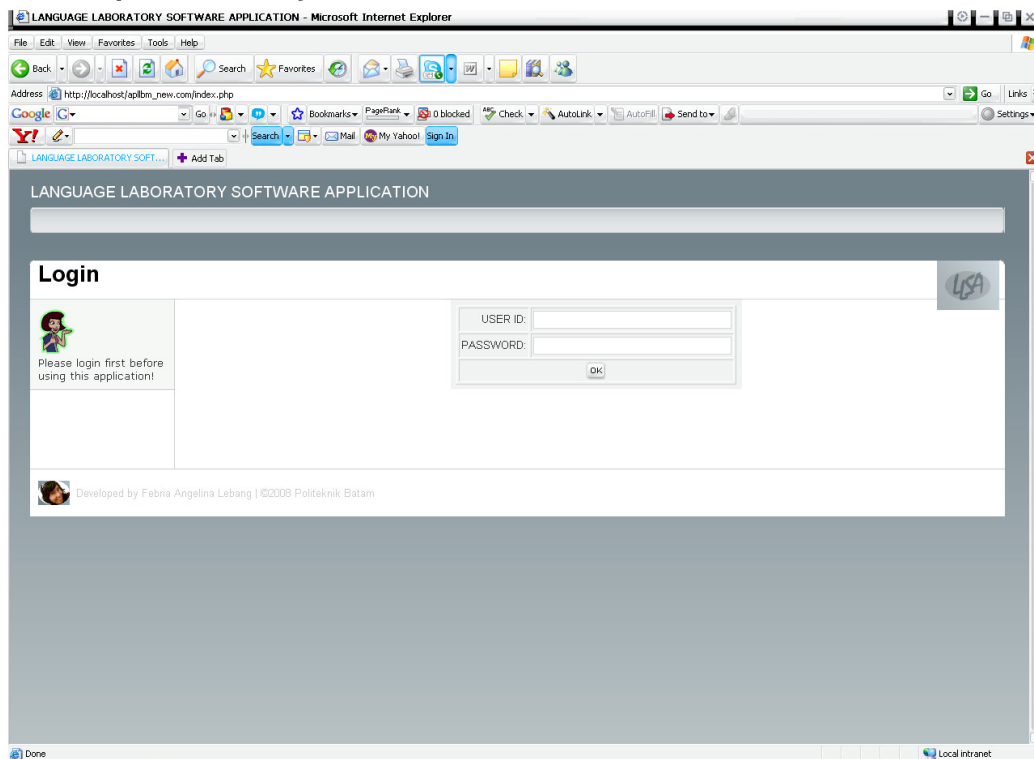 LANGUAGE LABORATORY SOFTWARE APPLICATION - Microsoft Internet Explorer
File Edit View Favorites Tools Help
Back Search Favorites
Address http://localhost/apllbm_new.com/index.php Go Links
Google G Go Bookmarks PageRank 0 blocked ABC Check AutoLink AutoFill Send to Settings
Y! Search Mail My Yahoo! Sign In
LANGUAGE LABORATORY SOFT... Add Tab
LANGUAGE LABORATORY SOFTWARE APPLICATION
Login
LSA
USER ID:
PASSWORD:
OK
Please login first before
using this application!
Developed by Febria Angelina Lebang | ©2008 Politeknik Batam
Done Local intranet